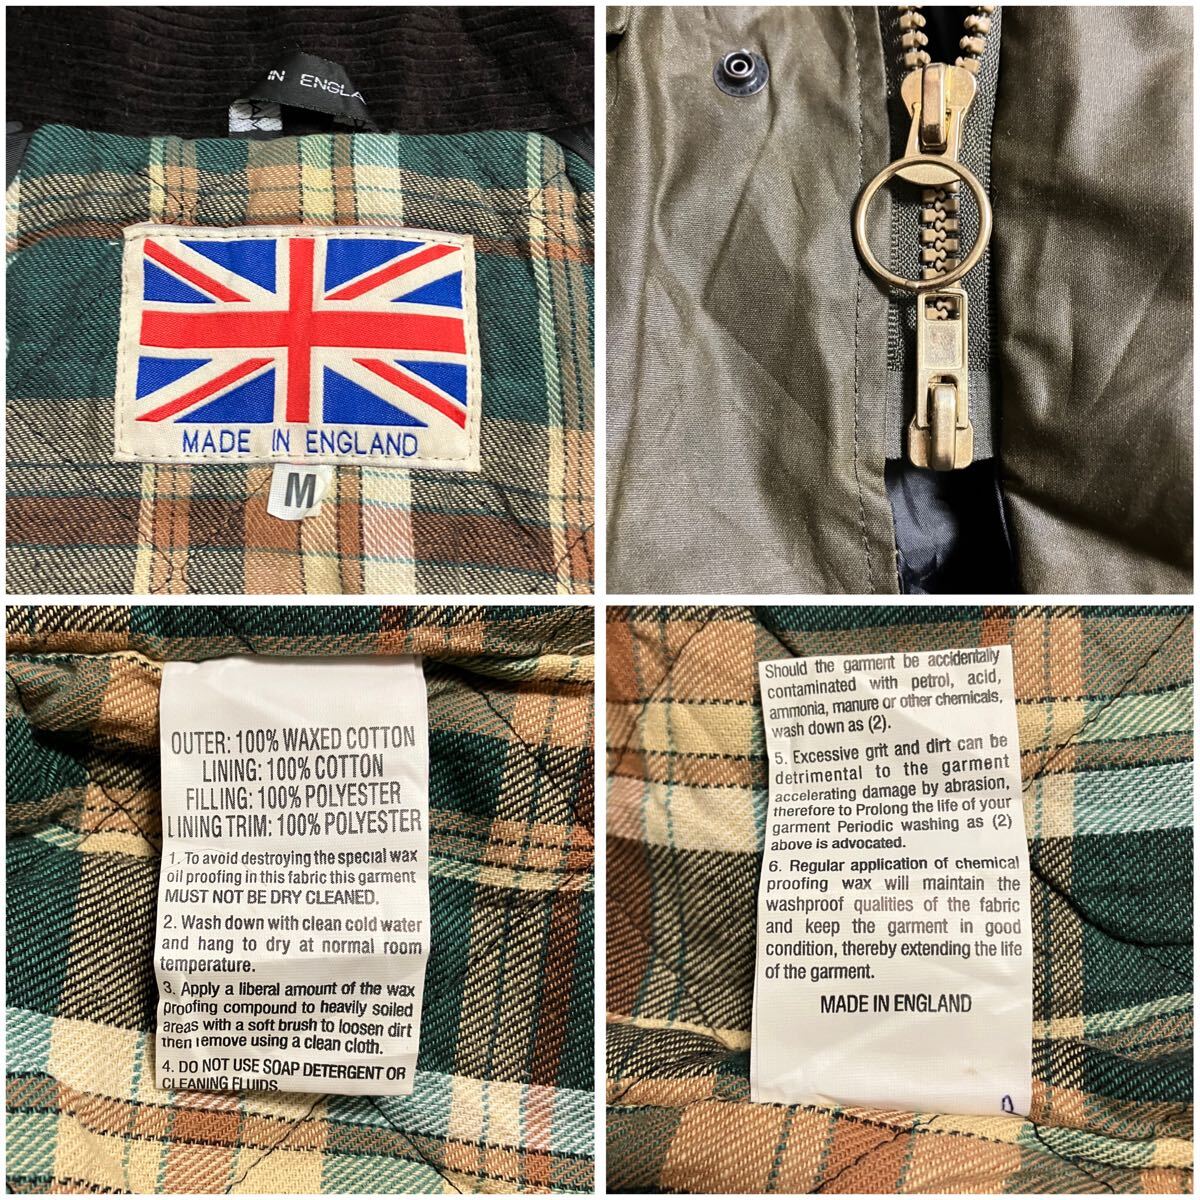 IN ENGLA
MADE IN ENGLAND
M
OUTER: 100% WAXED COTTON
LINING: 100% COTTON
FILLING: 100% POLYESTER
LINING TRIM: 100% POLYESTER
1. To avoid destroying the special wax
oil proofing in this fabric this garment
MUST NOT BE DRY CLEANED.
2. Wash down with clean cold water
and hang to dry at normal room
temperature.
3. Apply a liberal amount of the wax
proofing compound to heavily soiled
areas with a soft brush to loosen dirt
then remove using a clean cloth.
4. DO NOT USE SOAP DETERGENT OR
CLEANING FLUIDS.
Should the garment be accidentally
contaminated with petrol, acid,
ammonia, manure or other chemicals,
wash down as (2).
5. Excessive grit and dirt can be
detrimental to the garment
accelerating damage by abrasion,
therefore to Prolong the life of your
garment Periodic washing as (2)
above is advocated.
6. Regular application of chemical
proofing wax will maintain the
washproof qualities of the fabric
and keep the garment in good
condition, thereby extending the life
of the garment.
MADE IN ENGLAND